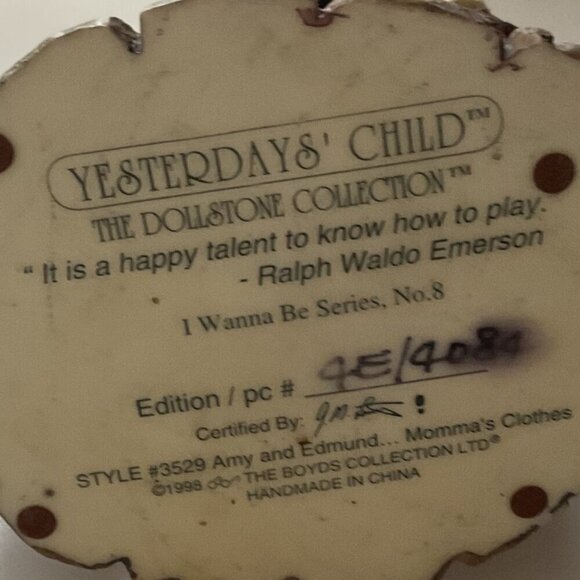 YESTERDAYS' CHILD™
THE DOLLSTONE COLLECTION™
“ It is a happy talent to know how to play.
- Ralph Waldo Emerson
I Wanna Be Series, No.8
Edition / pc # 4E/4084
Certified By: !
STYLE #3529 Amy and Edmund... Momma's Clothes
©1998 THE BOYDS COLLECTION LTD®
HANDMADE IN CHINA